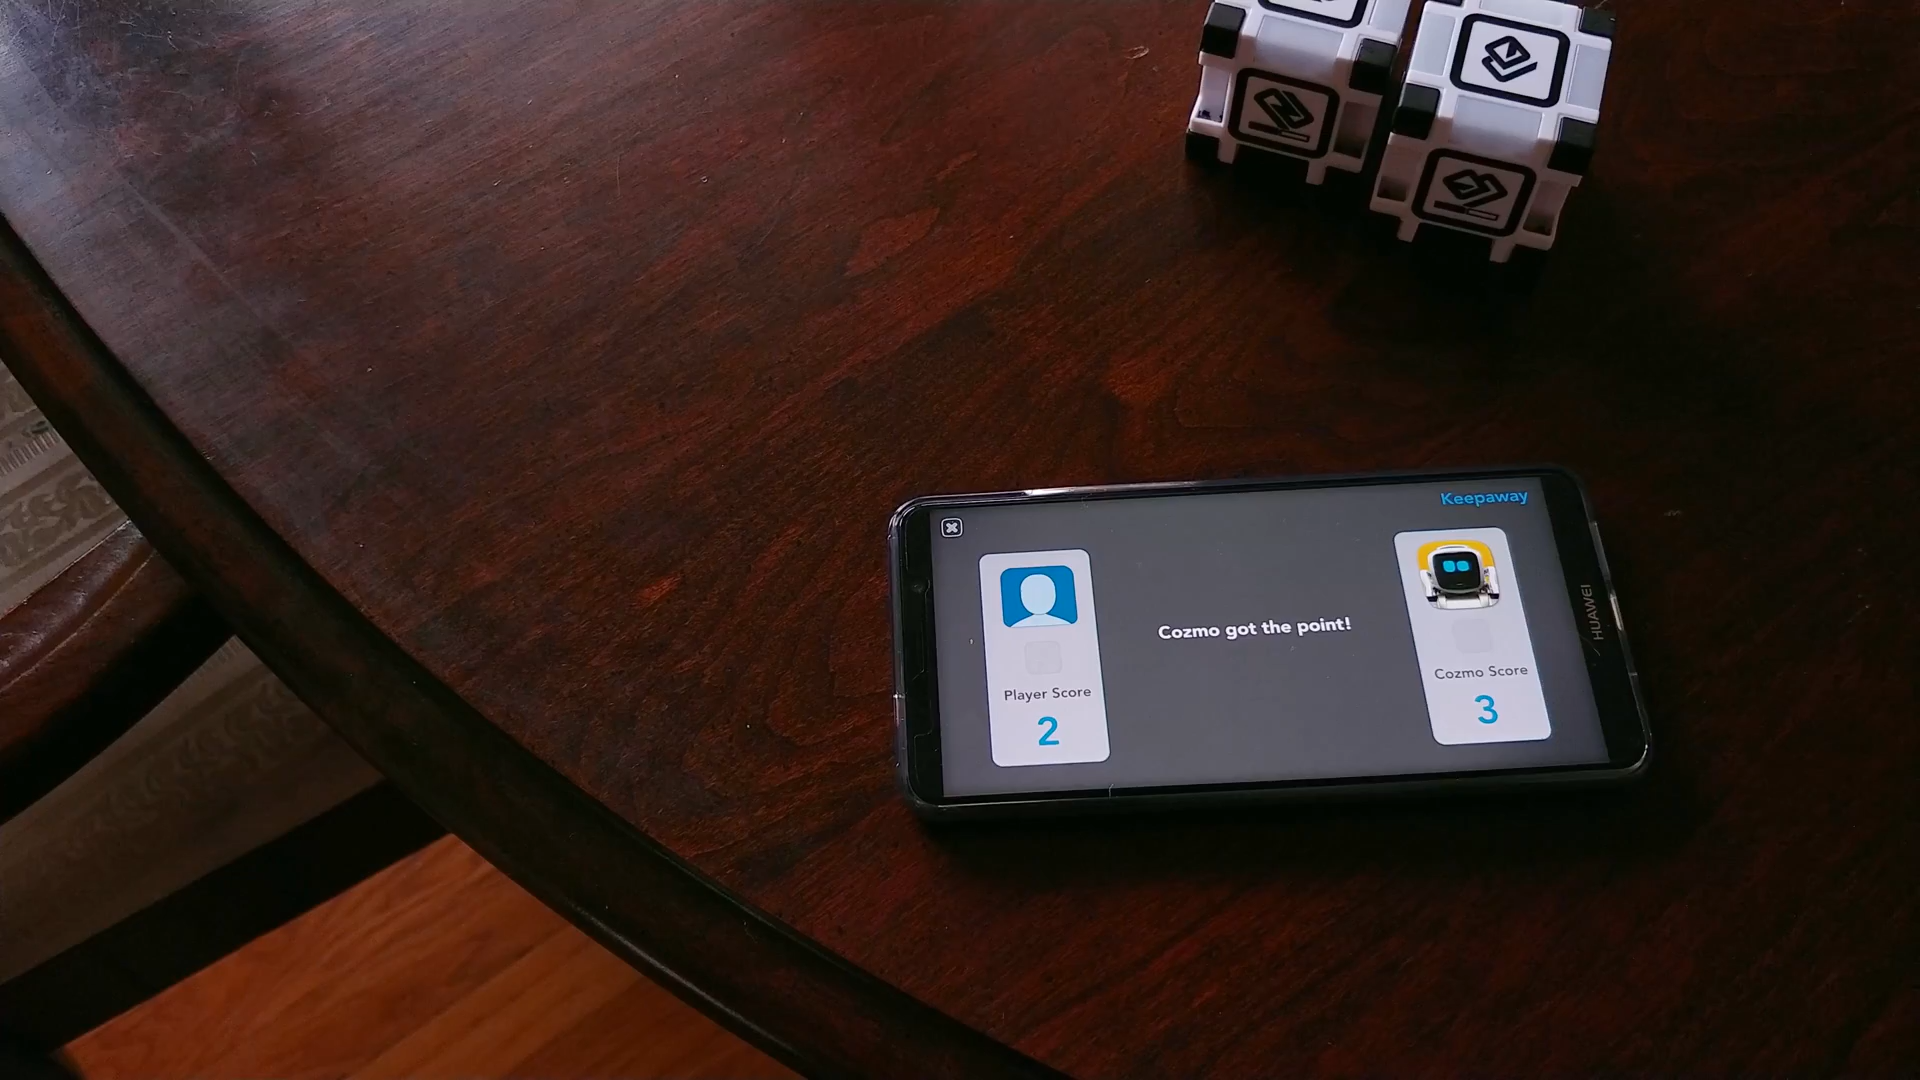 Keepaway
Cozmo got the point!
Player Score
2
Cozmo Score
3
HUAWEI